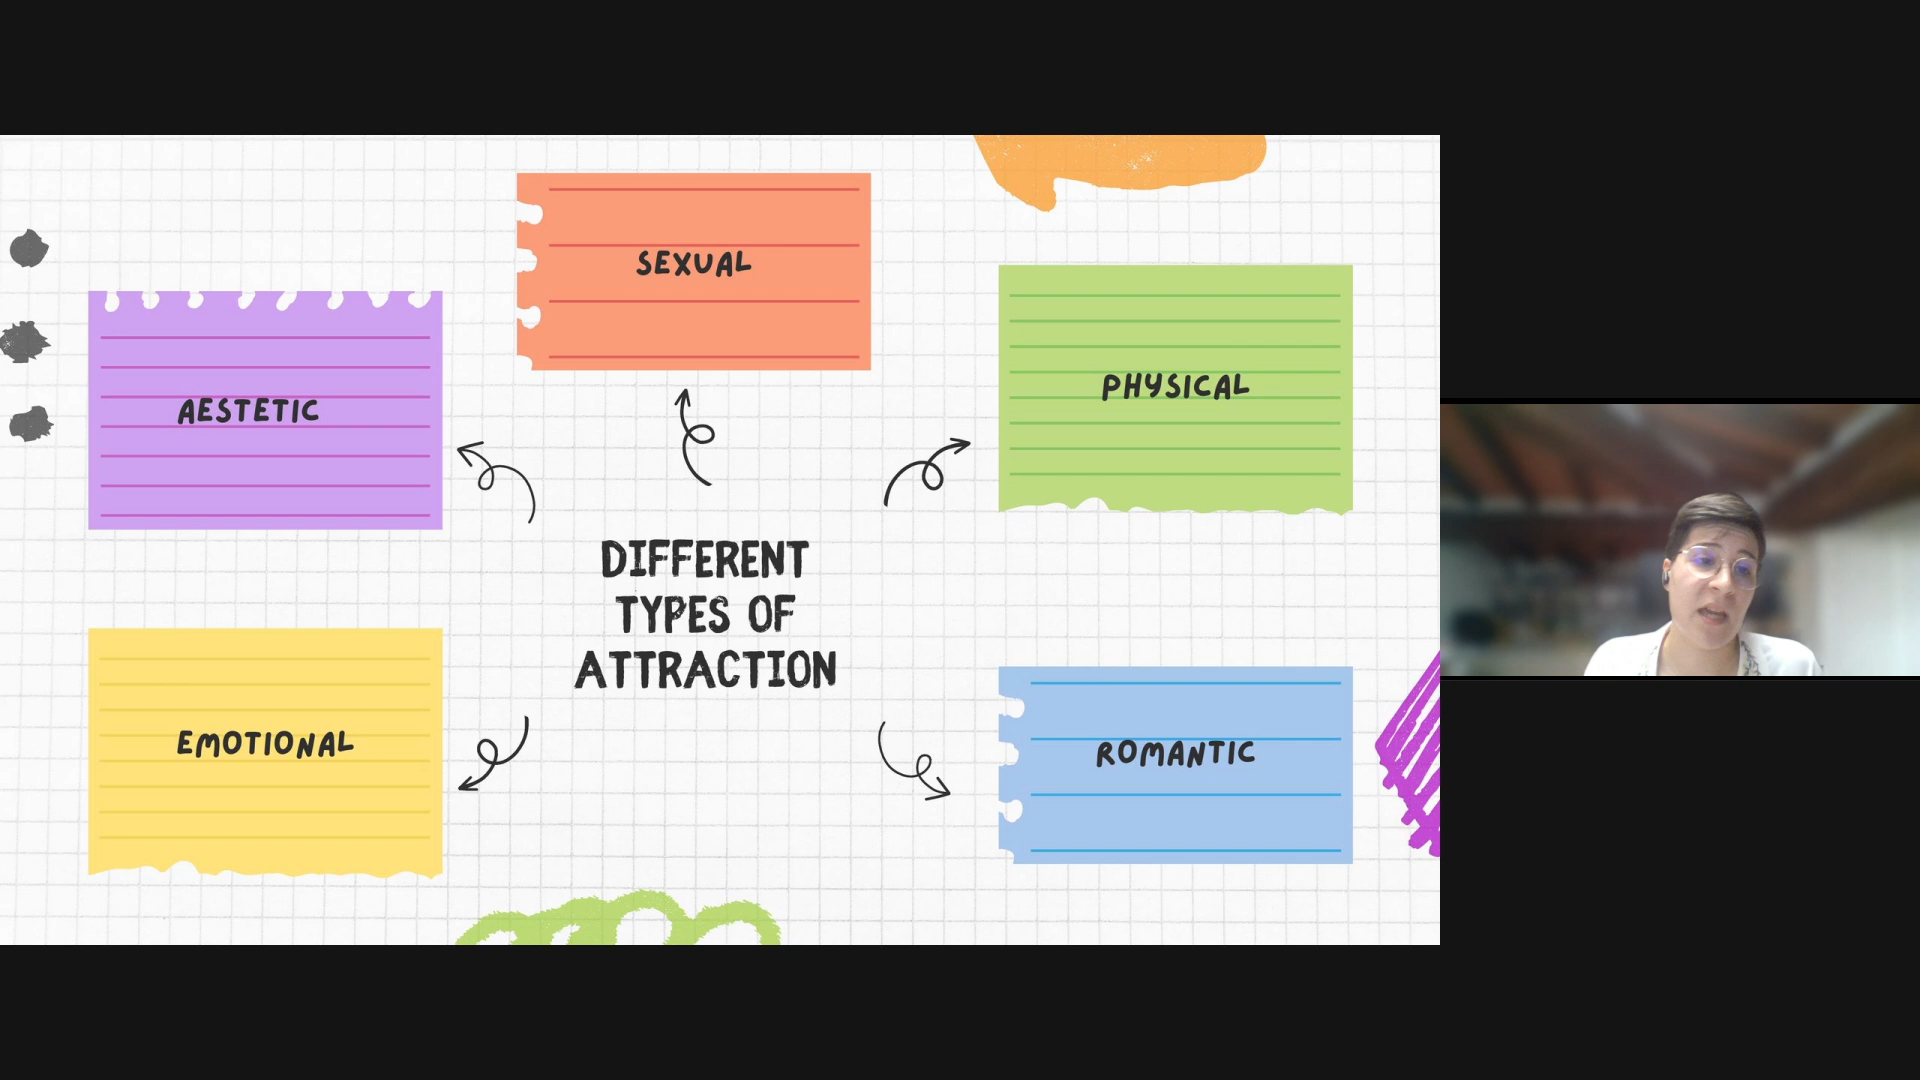 SEXUAL
AESTETIC
PHYSICAL
DIFFERENT
TYPES OF
ATTRACTION
EMOTIONAL
ROMANTIC